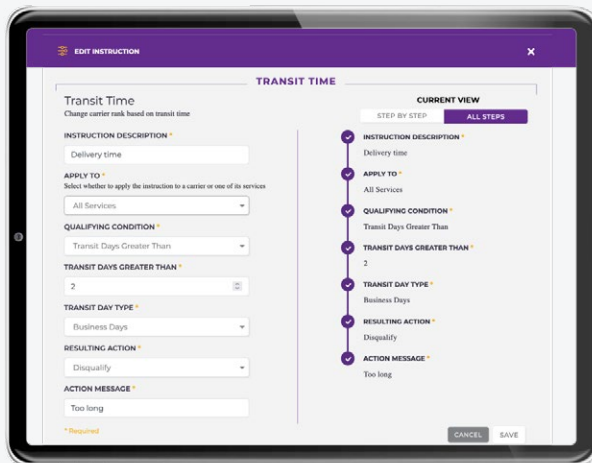 EDIT INSTRUCTION
TRANSIT TIME
Transit Time
Change carrier rank based on transit time
INSTRUCTION DESCRIPTION *
Delivery time
APPLY TO *
Select whether to apply the instruction to a carrier or one of its services
All Services
QUALIFYING CONDITION *
Transit Days Greater Than
TRANSIT DAYS GREATER THAN *
2
TRANSIT DAY TYPE *
Business Days
RESULTING ACTION *
Disqualify
ACTION MESSAGE *
Too long
* Required
CURRENT VIEW
STEP BY STEP
ALL STEPS
INSTRUCTION DESCRIPTION *
Delivery time
APPLY TO *
All Services
QUALIFYING CONDITION *
Transit Days Greater Than
TRANSIT DAYS GREATER THAN *
2
TRANSIT DAY TYPE *
Business Days
RESULTING ACTION *
Disqualify
ACTION MESSAGE *
Too long
CANCEL
SAVE